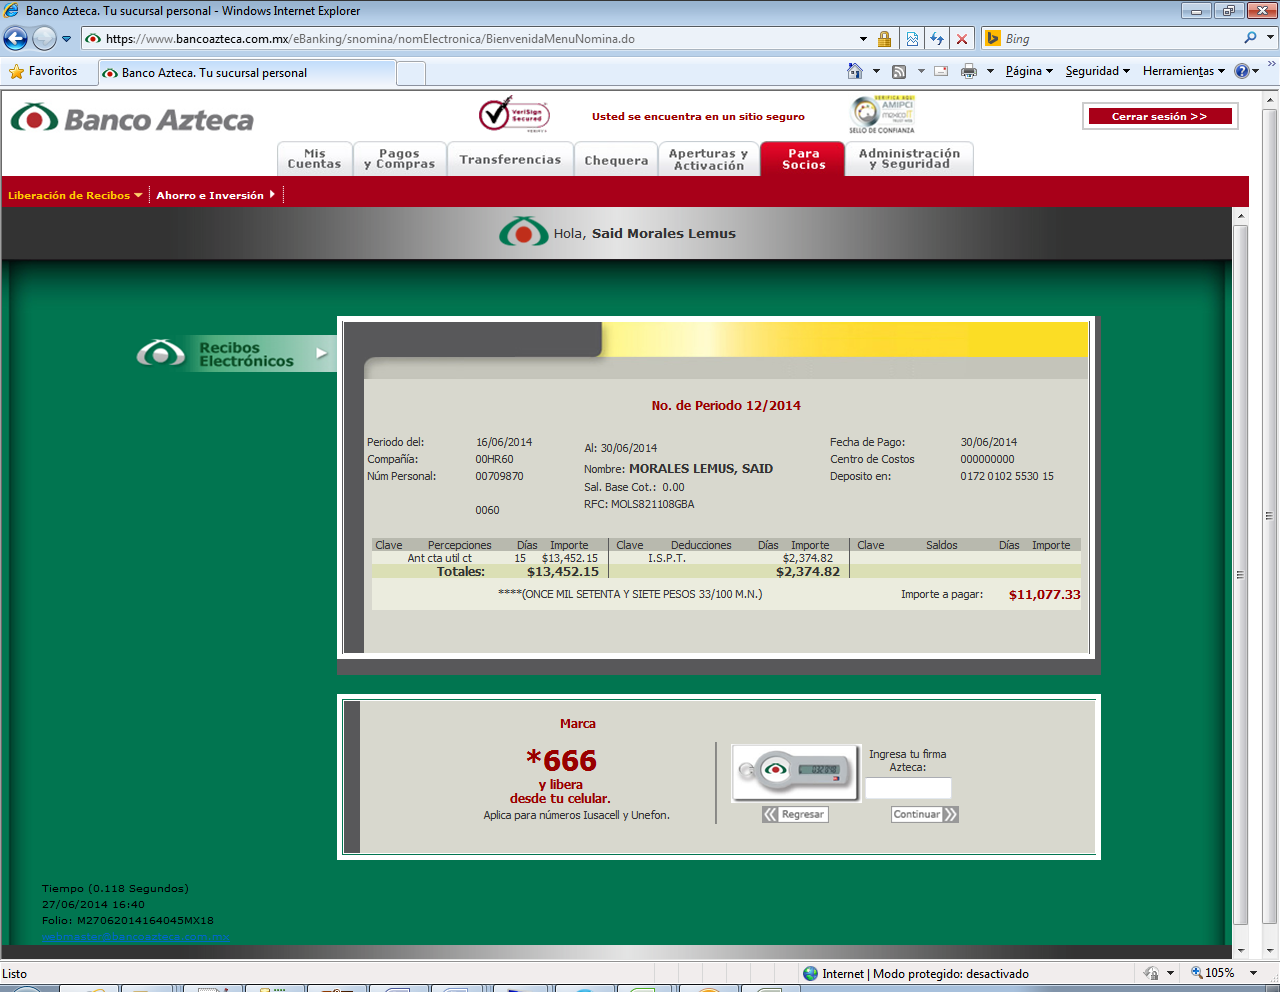 Banco Azteca. Tu sucursal personal - Windows Internet Explorer
https://www.bancoazteca.com.mx/eBanking/snomina/nomElectronica/BienvenidaMenuNomina.do
Bing
Favoritos
Banco Azteca. Tu sucursal personal
Página
Seguridad
Herramientas
Banco Azteca
VeriSign Secured
VERIFY
Usted se encuentra en un sitio seguro
VERIFICA AQUI
AMIPCI
SELLO DE CONFIANZA
Cerrar sesión >>
Mis Cuentas
Pagos y Compras
Transferencias
Chequera
Aperturas y Activación
Para Socios
Administración y Seguridad
Liberación de Recibos
Ahorro e Inversión
Hola, Said Morales Lemus
Recibos Electrónicos
No. de Periodo 12/2014
Periodo del: 16/06/2014 Al: 30/06/2014 Fecha de Pago: 30/06/2014
Compañía: 00HR60 Nombre: MORALES LEMUS, SAID Centro de Costos 000000000
Núm Personal: 00709870 Sal. Base Cot.: 0.00 Deposito en: 0172 0102 5530 15
0060 RFC: MOLS821108GBA
Clave Percepciones Días Importe Clave Deducciones Días Importe Clave Saldos Días Importe
Ant cta util ct 15 $13,452.15 I.S.P.T. $2,374.82
Totales: $13,452.15 $2,374.82
****(ONCE MIL SETENTA Y SIETE PESOS 33/100 M.N.) Importe a pagar: $11,077.33
Marca
*666
y libera
desde tu celular.
Aplica para números Iusacell y Unefon.
Ingresa tu firma
Azteca:
Regresar
Continuar
Tiempo (0.118 Segundos)
27/06/2014 16:40
Folio: M27062014164045MX18
Listo
Internet | Modo protegido: desactivado
105%